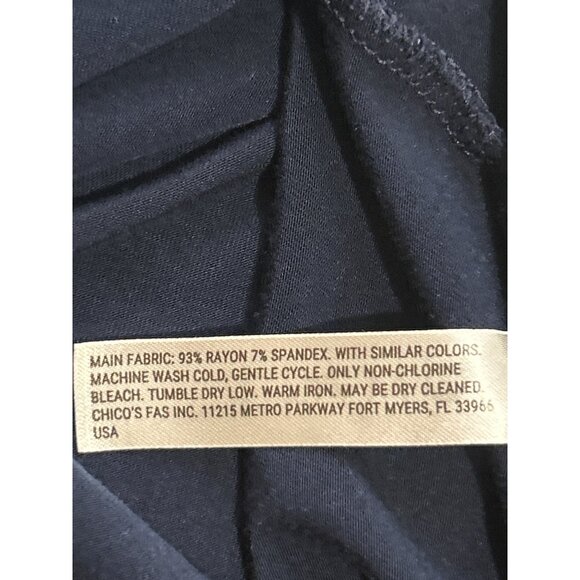 MAIN FABRIC: 93% RAYON 7% SPANDEX. WITH SIMILAR COLORS.
MACHINE WASH COLD, GENTLE CYCLE. ONLY NON-CHLORINE
BLEACH. TUMBLE DRY LOW. WARM IRON. MAY BE DRY CLEANED.
CHICO'S FAS INC. 11215 METRO PARKWAY FORT MYERS, FL 33966
USA